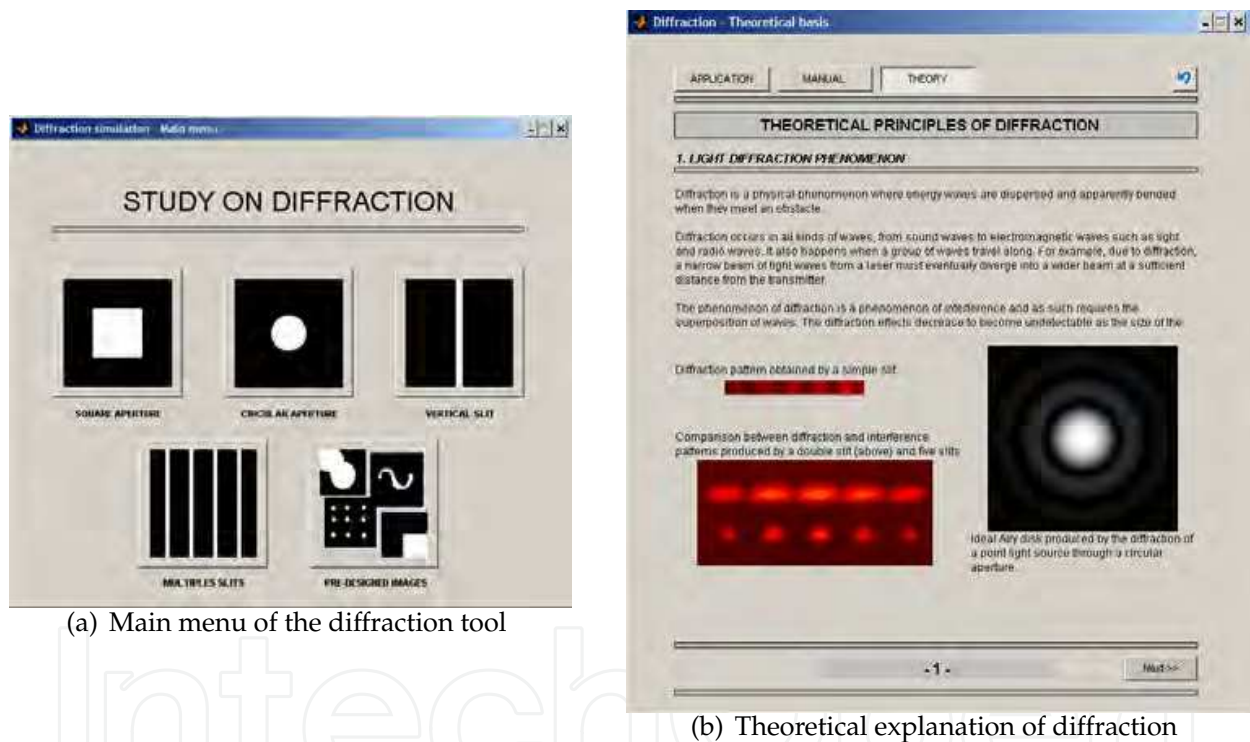 Diffraction simulation - Main menu
STUDY ON DIFFRACTION
SQUARE APERTURE
CIRCULAR APERTURE
VERTICAL SLIT
MULTIPLES SLITS
PRE-DESIGNED IMAGES
(a) Main menu of the diffraction tool
Diffraction - Theoretical basis
APPLICATION
MANUAL
THEORY
THEORETICAL PRINCIPLES OF DIFFRACTION
1. LIGHT DIFFRACTION PHENOMENON
Diffraction is a physical phenomenon where energy waves are dispersed and apparently bended
when they meet an obstacle.
Diffraction occurs in all kinds of waves, from sound waves to electromagnetic waves such as light
and radio waves. It also happens when a group of waves travel along. For example, due to diffraction,
a narrow beam of light waves from a laser must eventually diverge into a wider beam at a sufficient
distance from the transmitter.
The phenomenon of diffraction is a phenomenon of interference and as such requires the
superposition of waves. The diffraction effects decrease to become undetectable as the size of the
Diffraction pattern obtained by a simple slit.
Comparison between diffraction and interference
patterns produced by a double slit (above) and five slits
Ideal Airy disk produced by the diffraction of
a point light source through a circular
aperture.
- 1 -
Next >>
(b) Theoretical explanation of diffraction